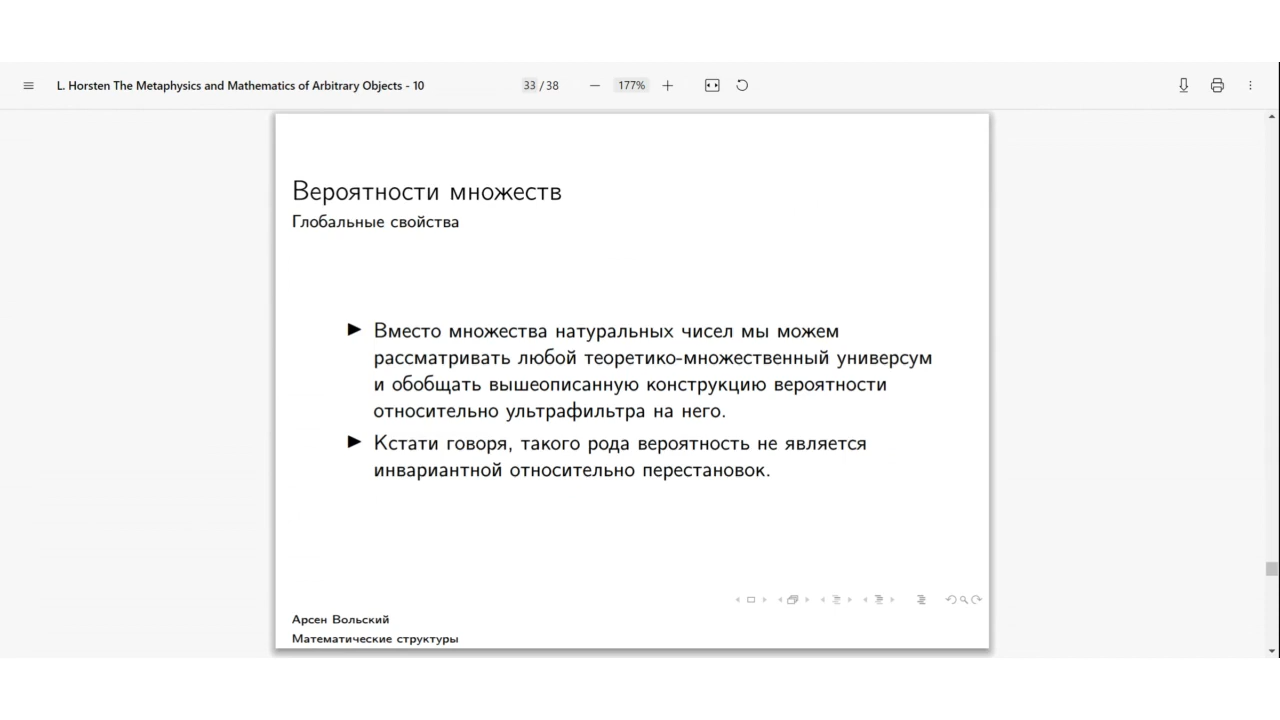 L. Horsten The Metaphysics and Mathematics of Arbitrary Objects - 10
33 / 38
177%
Вероятности множеств
Глобальные свойства
Вместо множества натуральных чисел мы можем
рассматривать любой теоретико-множественный универсум
и обобщать вышеописанную конструкцию вероятности
относительно ультрафильтра на него.
Кстати говоря, такого рода вероятность не является
инвариантной относительно перестановок.
Арсен Вольский
Математические структуры